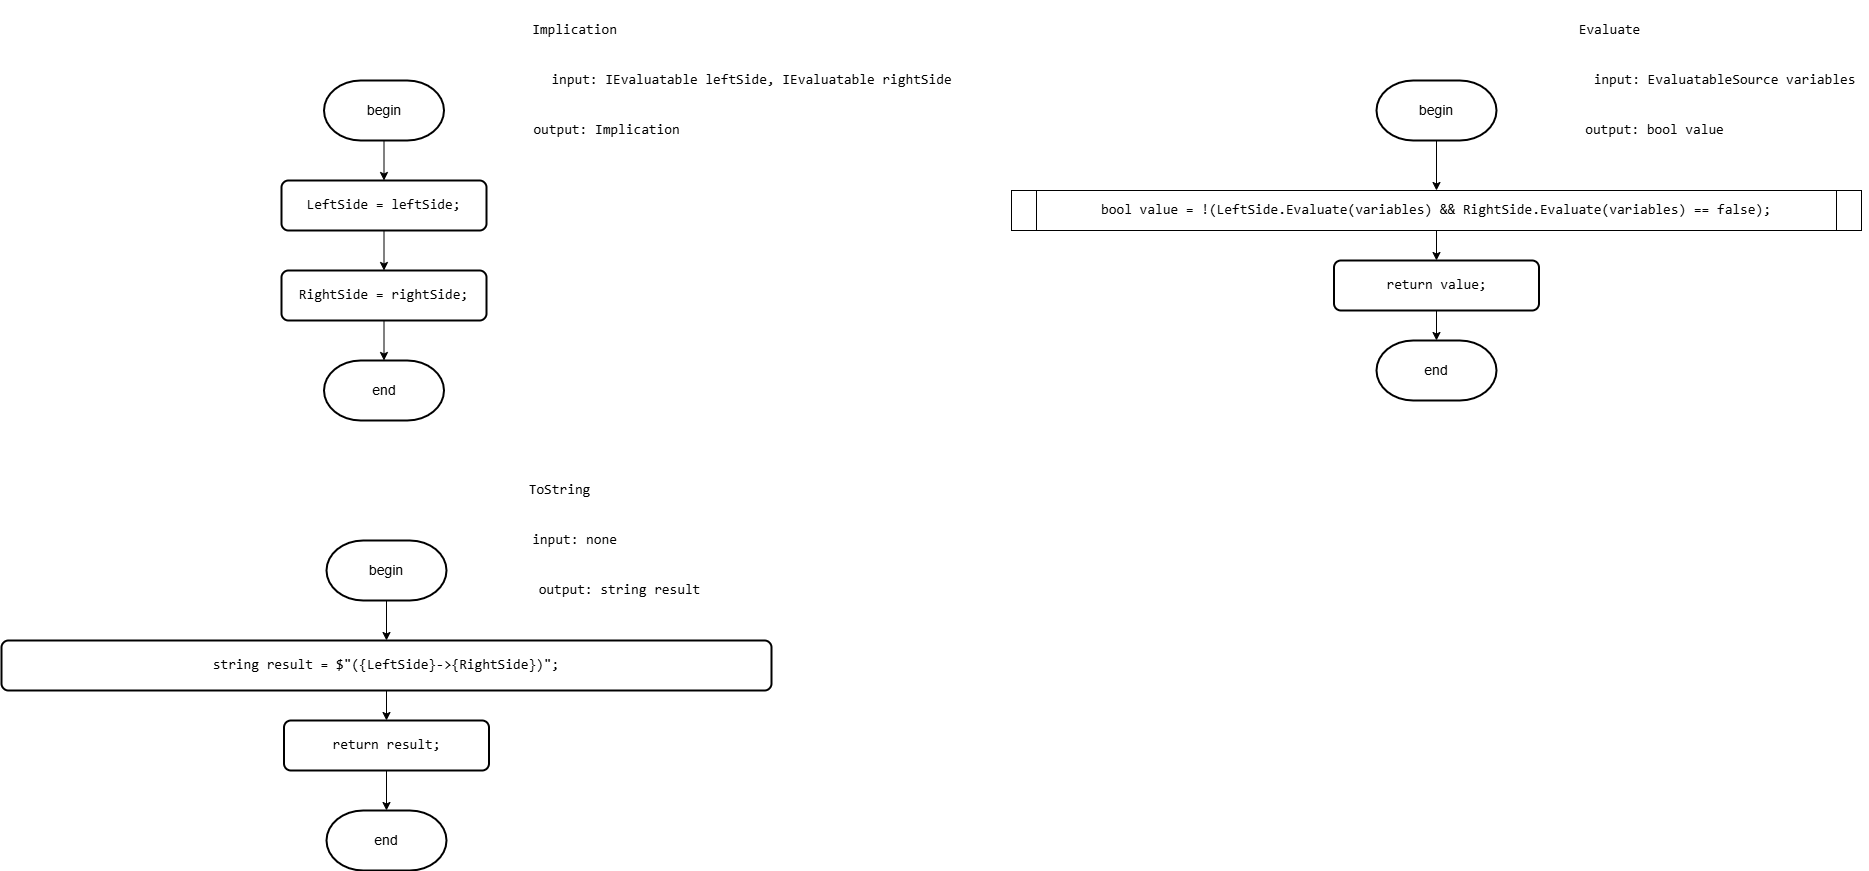 Implication
input: IEvaluatable leftSide, IEvaluatable rightSide
output: Implication
begin
LeftSide = leftSide;
RightSide = rightSide;
end
Evaluate
input: EvaluatableSource variables
output: bool value
begin
bool value = !(LeftSide.Evaluate(variables) && RightSide.Evaluate(variables) == false);
return value;
end
ToString
input: none
output: string result
begin
string result = $"({LeftSide}->{RightSide})";
return result;
end